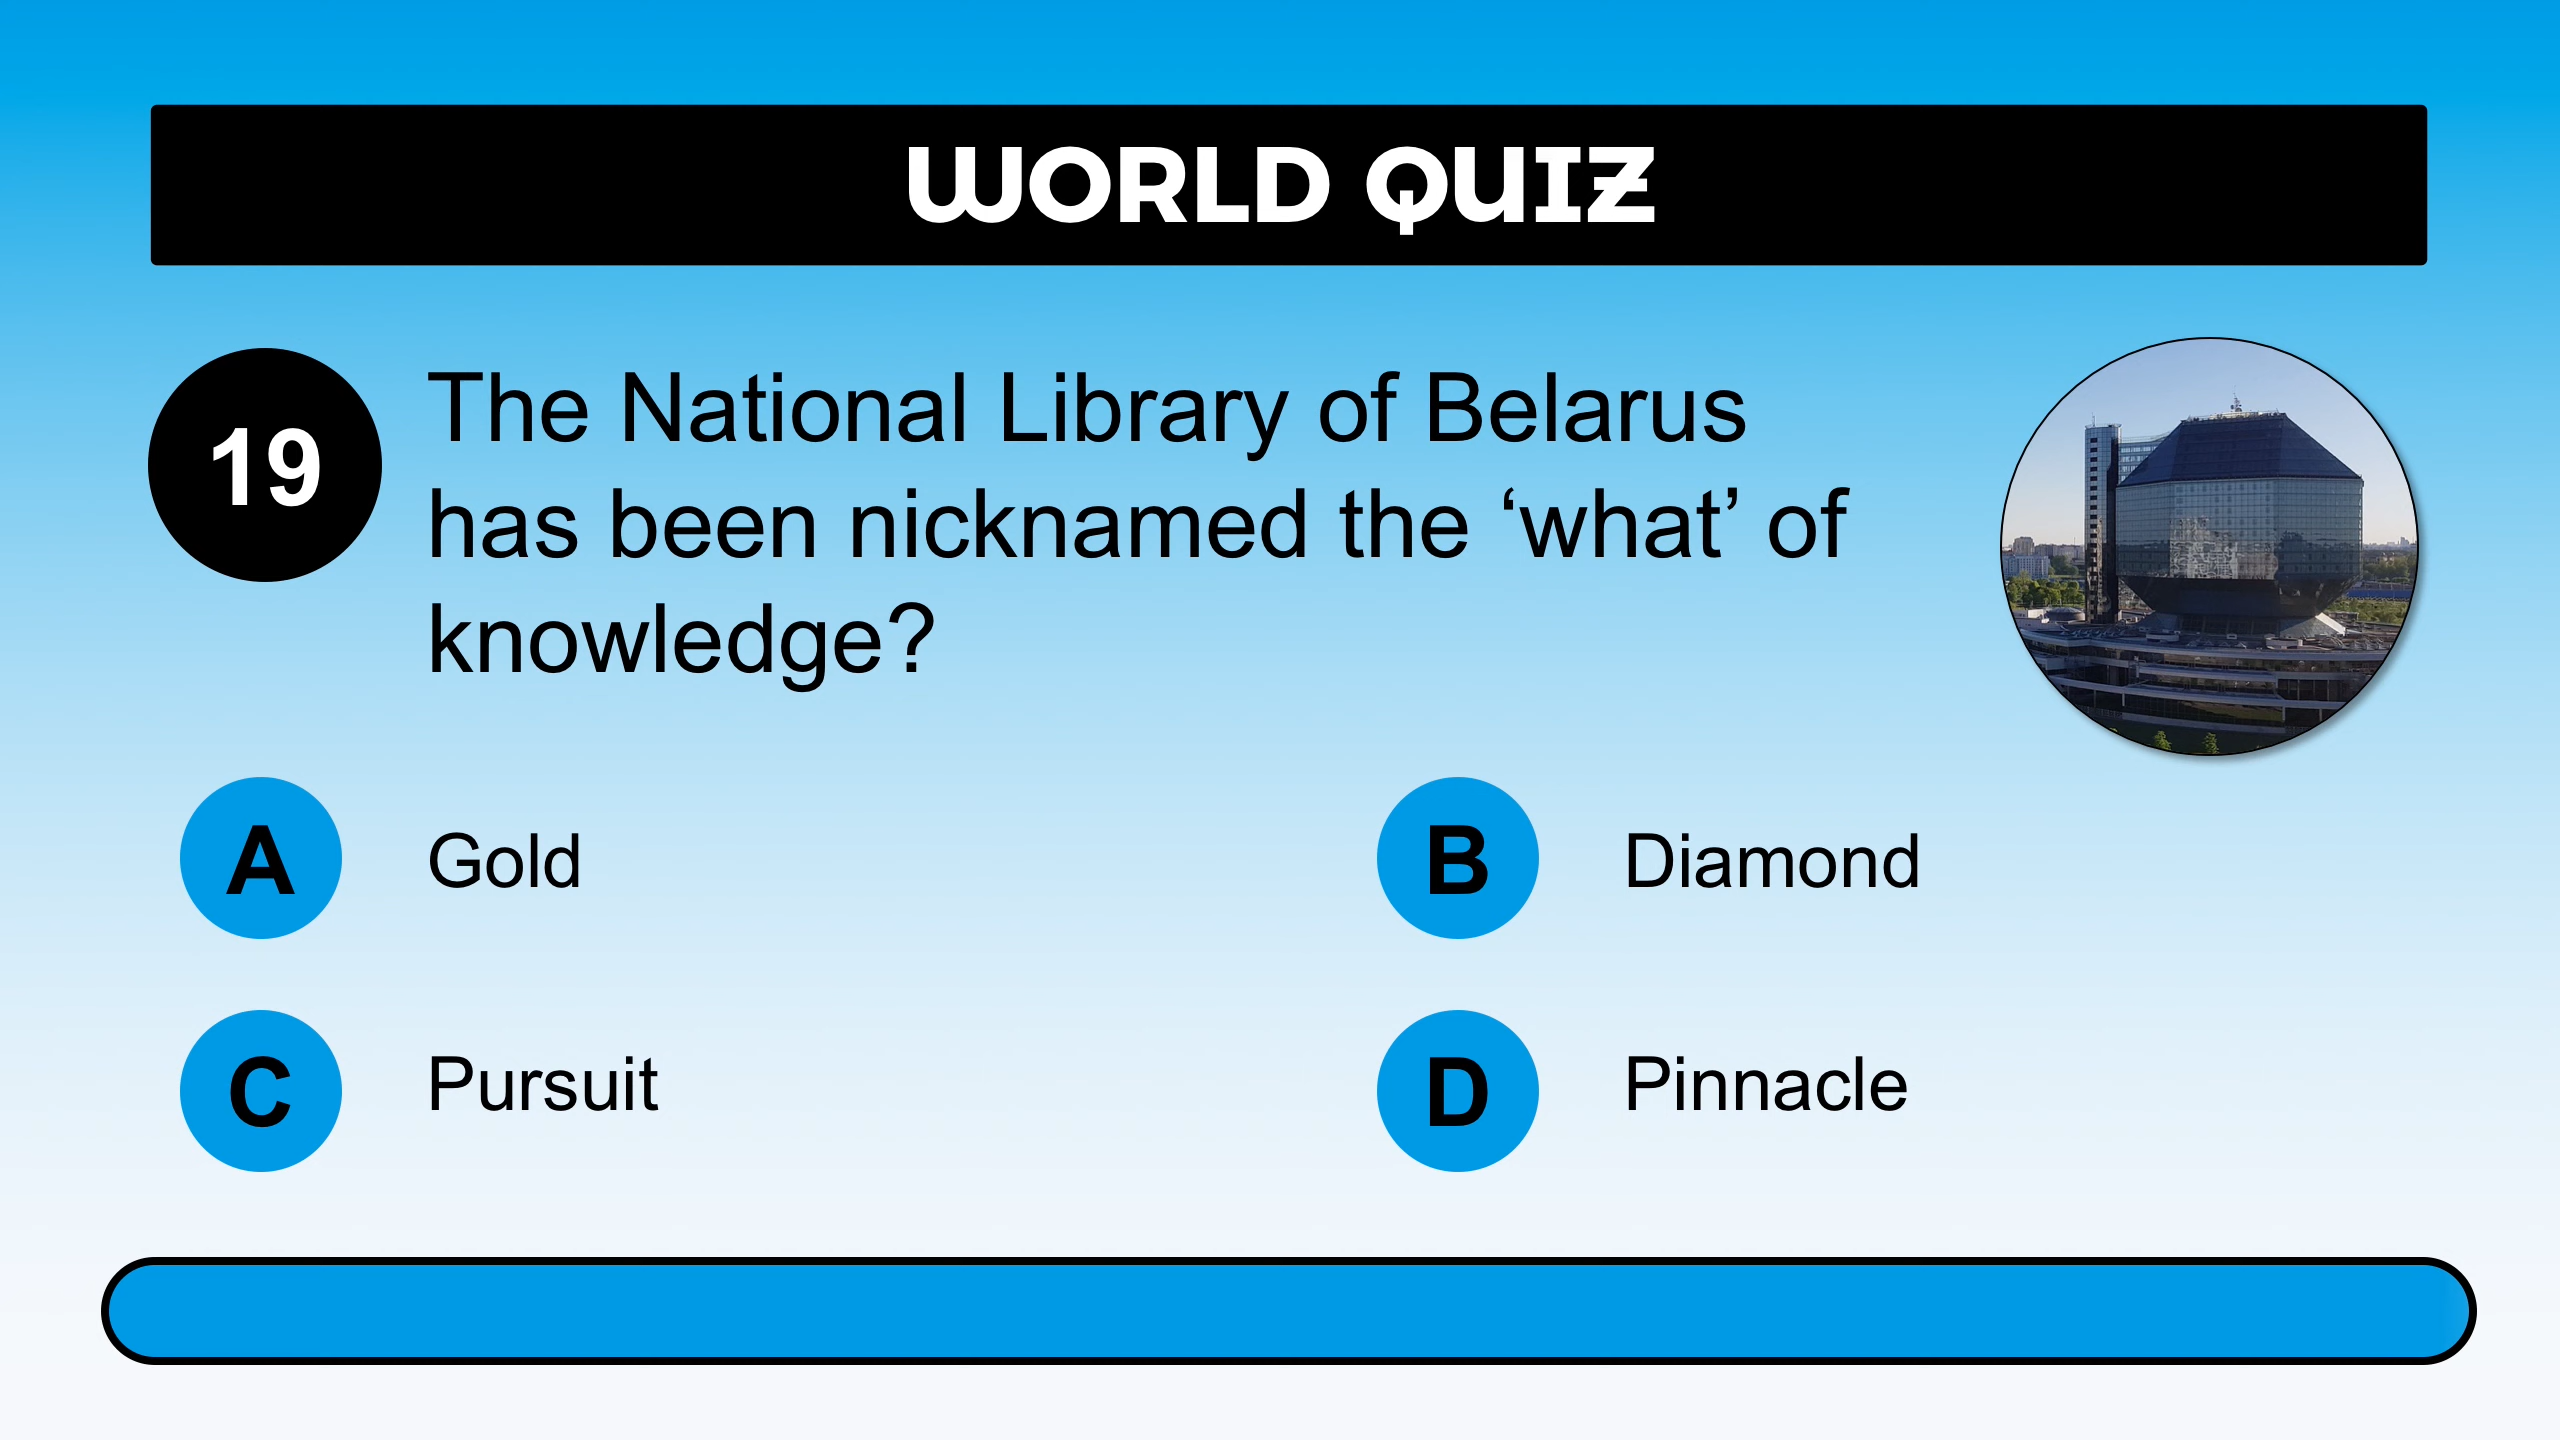 WORLD QUIZ
19
The National Library of Belarus
has been nicknamed the ‘what’ of
knowledge?
A Gold
B Diamond
C Pursuit
D Pinnacle